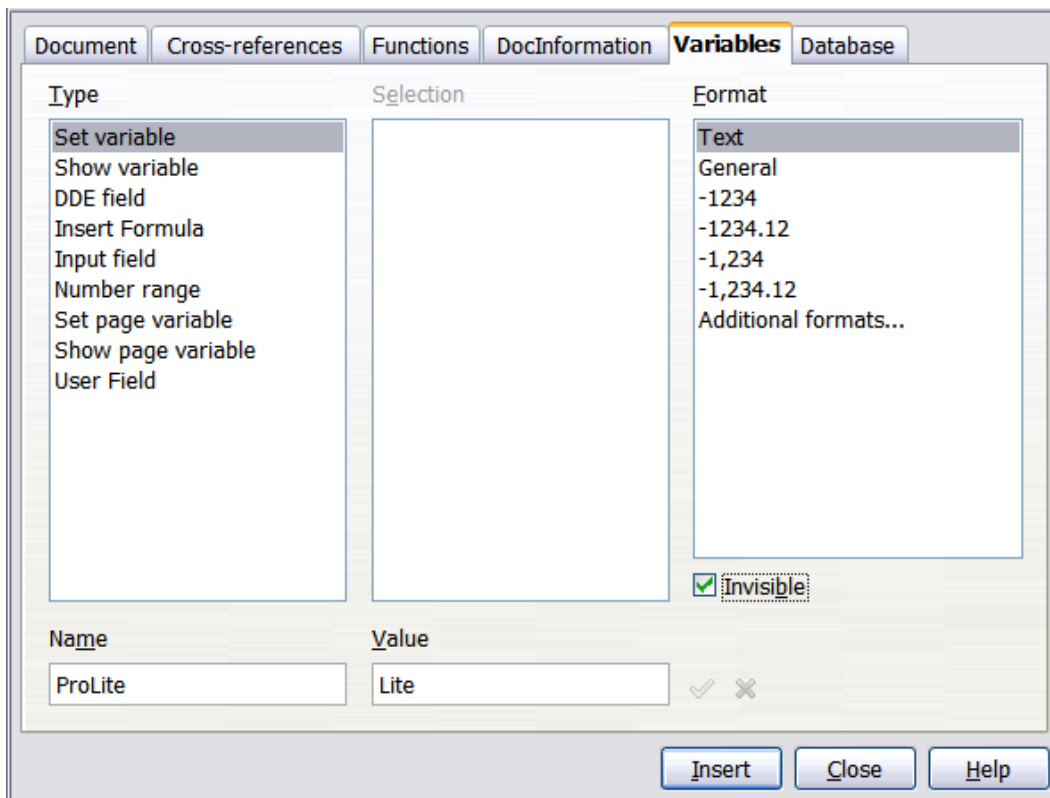 Document Cross-references Functions DocInformation Variables Database
Type
Set variable
Show variable
DDE field
Insert Formula
Input field
Number range
Set page variable
Show page variable
User Field
Selection
Format
Text
General
-1234
-1234.12
-1,234
-1,234.12
Additional formats...
Invisible
Name
ProLite
Value
Lite
Insert Close Help